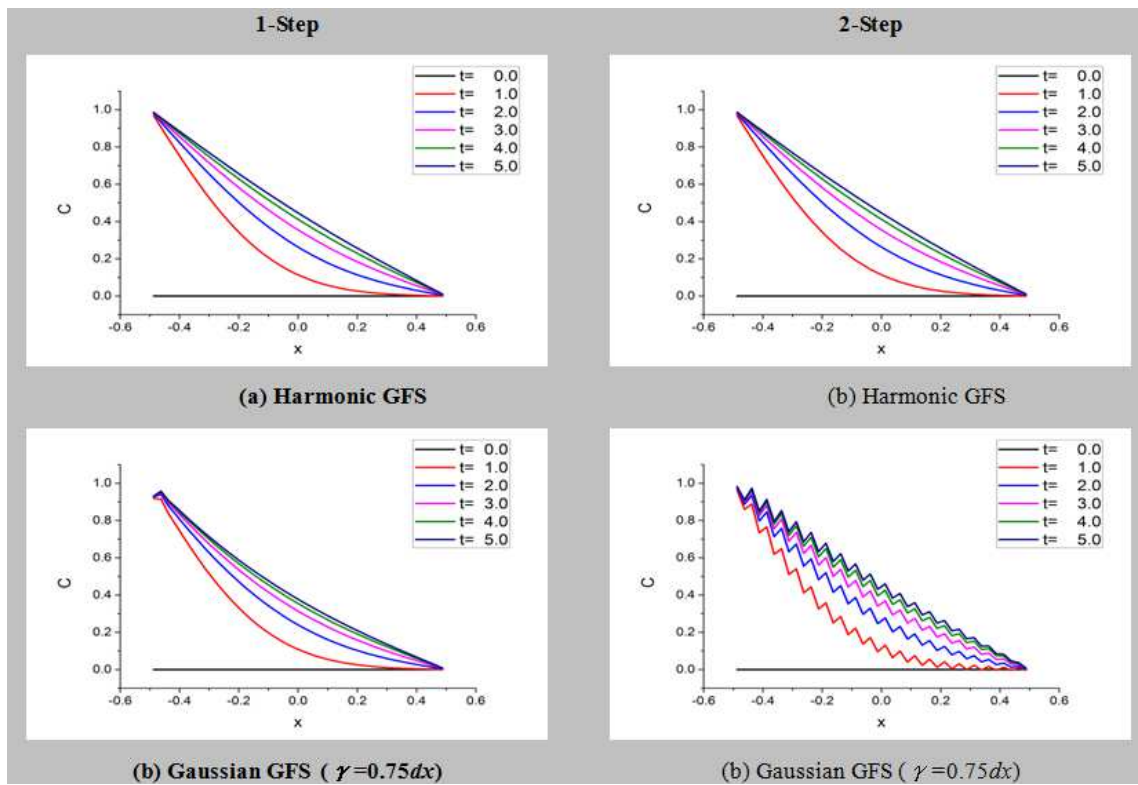 1-Step
2-Step
t= 0.0
t= 1.0
t= 2.0
t= 3.0
t= 4.0
t= 5.0
1.0
0.8
0.6
0.4
0.2
0.0
C
-0.6 -0.4 -0.2 0.0 0.2 0.4 0.6
x
t= 0.0
t= 1.0
t= 2.0
t= 3.0
t= 4.0
t= 5.0
1.0
0.8
0.6
0.4
0.2
0.0
C
-0.6 -0.4 -0.2 0.0 0.2 0.4 0.6
x
(a) Harmonic GFS
(b) Harmonic GFS
t= 0.0
t= 1.0
t= 2.0
t= 3.0
t= 4.0
t= 5.0
1.0
0.8
0.6
0.4
0.2
0.0
C
-0.6 -0.4 -0.2 0.0 0.2 0.4 0.6
x
t= 0.0
t= 1.0
t= 2.0
t= 3.0
t= 4.0
t= 5.0
1.0
0.8
0.6
0.4
0.2
0.0
C
-0.6 -0.4 -0.2 0.0 0.2 0.4 0.6
x
(b) Gaussian GFS ( γ=0.75dx)
(b) Gaussian GFS ( γ=0.75dx)